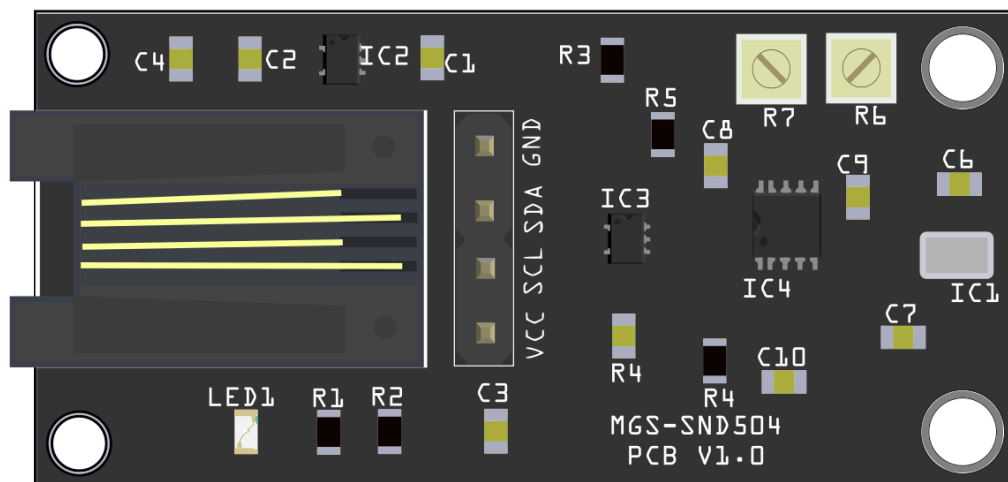 C4
C2
IC2
C1
R3
R5
C8
R7
R6
C9
C6
IC3
IC4
IC1
C7
VCC SCL SDA GND
R4
R4
C10
LED1
R1
R2
C3
MGS-SND504
PCB V1.0